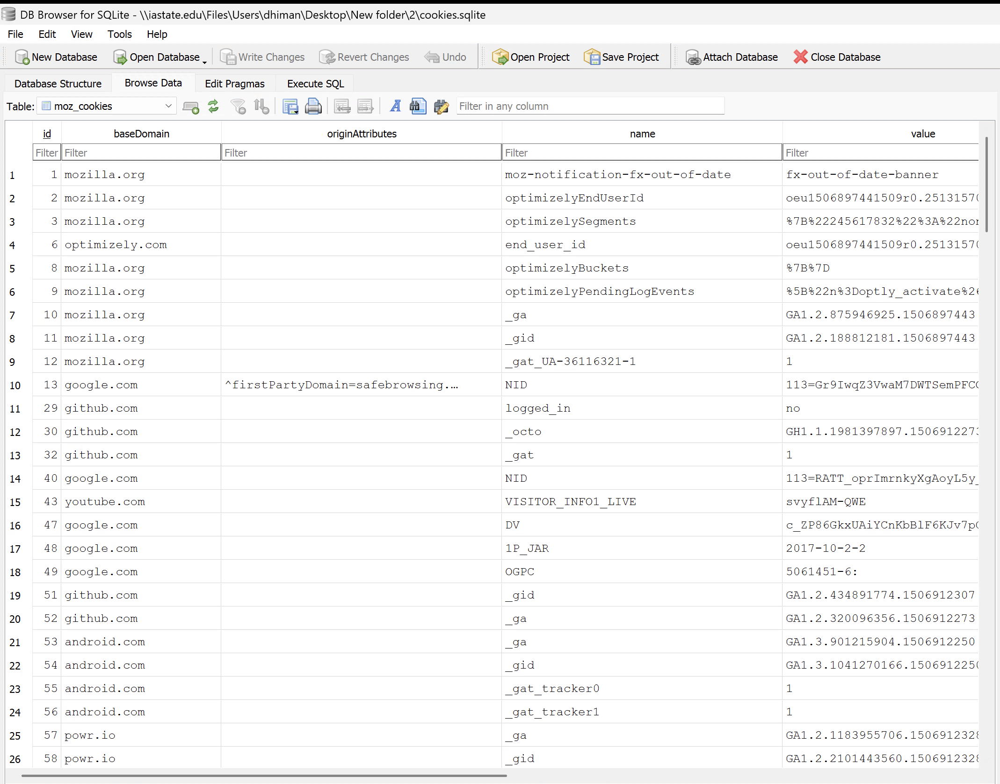 DB Browser for SQLite - \\iastate.edu\Files\Users\dhiman\Desktop\New folder\2\cookies.sqlite
File Edit View Tools Help
New Database Open Database Write Changes Revert Changes Undo Open Project Save Project Attach Database Close Database
Database Structure Browse Data Edit Pragmas Execute SQL
Table: moz_cookies Filter in any column
id baseDomain originAttributes name value
Filter Filter Filter Filter Filter
1 1 mozilla.org moz-notification-fx-out-of-date fx-out-of-date-banner
2 2 mozilla.org optimizelyEndUserId oeu1506897441509r0.2513157
3 3 mozilla.org optimizelySegments %7B%22245617832%22%3A%22no
4 6 optimizely.com end_user_id oeu1506897441509r0.2513157
5 8 mozilla.org optimizelyBuckets %7B%7D
6 9 mozilla.org optimizelyPendingLogEvents %5B%22n%3Doptly_activate%2
7 10 mozilla.org _ga GA1.2.875946925.1506897443
8 11 mozilla.org _gid GA1.2.188812181.1506897443
9 12 mozilla.org _gat_UA-36116321-1 1
10 13 google.com ^firstPartyDomain=safebrowsing.… NID 113=Gr9IwqZ3VwaM7DWTSemPFC
11 29 github.com logged_in no
12 30 github.com _octo GH1.1.1981397897.150691227
13 32 github.com _gat 1
14 40 google.com NID 113=RATT_oprImrnkyXgAoyL5y_
15 43 youtube.com VISITOR_INFO1_LIVE svyflAM-QWE
16 47 google.com DV c_ZP86GkxUAiYCnKbBlF6KJv7p
17 48 google.com 1P_JAR 2017-10-2-2
18 49 google.com OGPC 5061451-6:
19 51 github.com _gid GA1.2.434891774.1506912307
20 52 github.com _ga GA1.2.320096356.1506912273
21 53 android.com _ga GA1.3.901215904.1506912250
22 54 android.com _gid GA1.3.1041270166.150691225
23 55 android.com _gat_tracker0 1
24 56 android.com _gat_tracker1 1
25 57 powr.io _ga GA1.2.1183955706.150691232
26 58 powr.io _gid GA1.2.2101443560.150691232